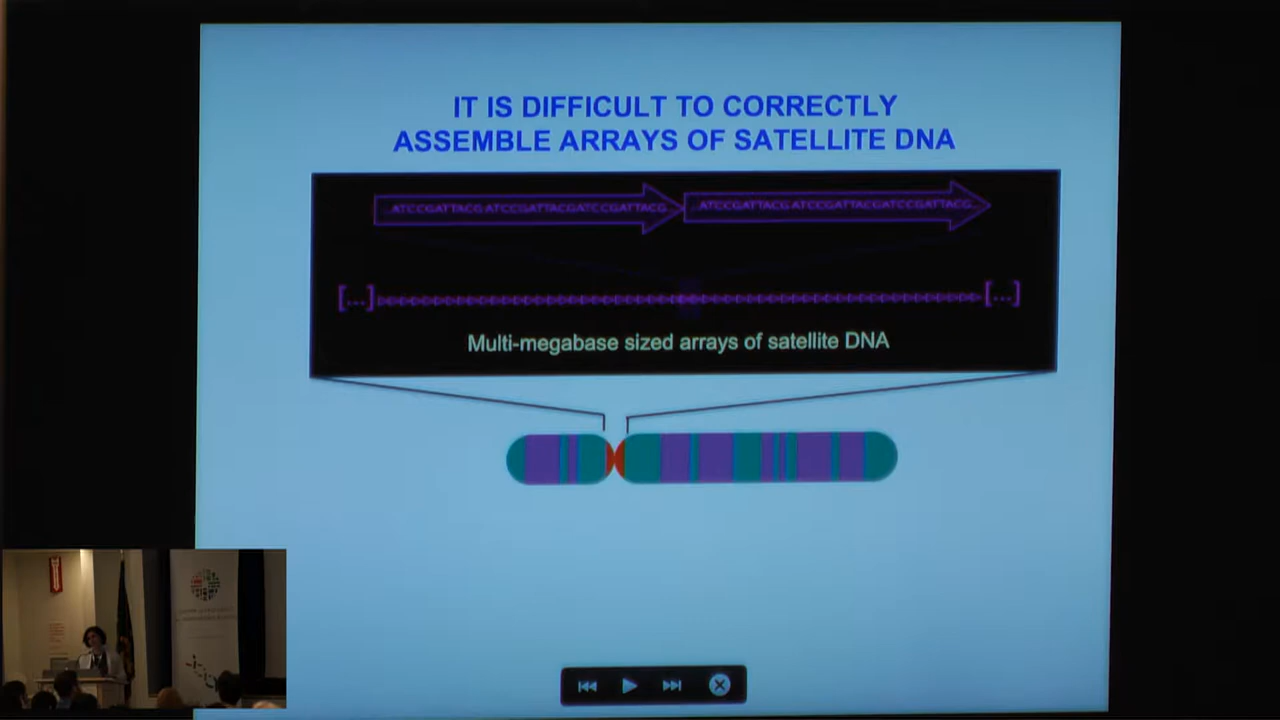 IT IS DIFFICULT TO CORRECTLY
ASSEMBLE ARRAYS OF SATELLITE DNA
...ATCCGATTACG ATCCGATTACGATCCGATTACG... ...ATCCGATTACG ATCCGATTACGATCCGATTACG...
[...] [...]
Multi-megabase sized arrays of satellite DNA